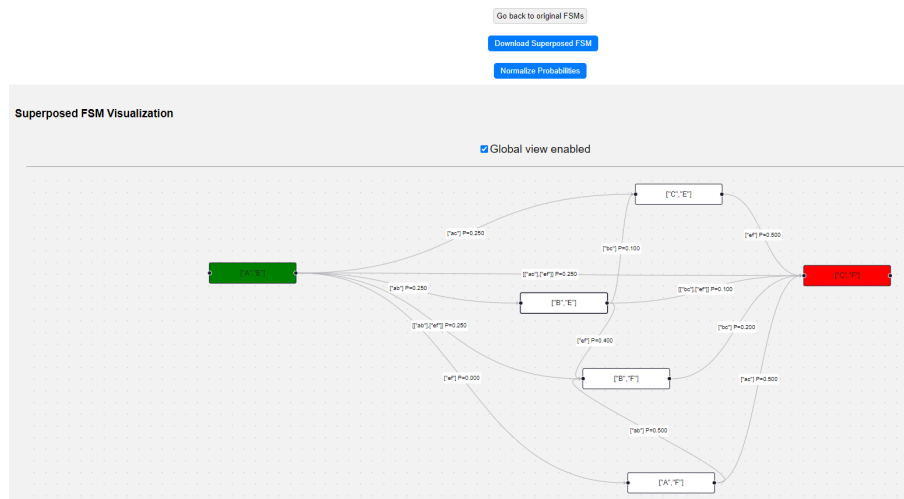 Go back to original FSMs
Download Superposed FSM
Normalize Probabilities
Superposed FSM Visualization
Global view enabled
["C","E"]
["ac"] P=0.250
["ef"] P=0.500
["bc"] P=0.100
["A","E"]
[["ac"],["ef"]] P=0.250
["C","F"]
["ab"] P=0.250
[["bc"],["ef"]] P=0.100
["B","E"]
[["ab"],["ef"]] P=0.250
["bc"] P=0.200
["ef"] P=0.400
["ef"] P=0.000
["B","F"]
["ac"] P=0.500
["ab"] P=0.500
["A","F"]